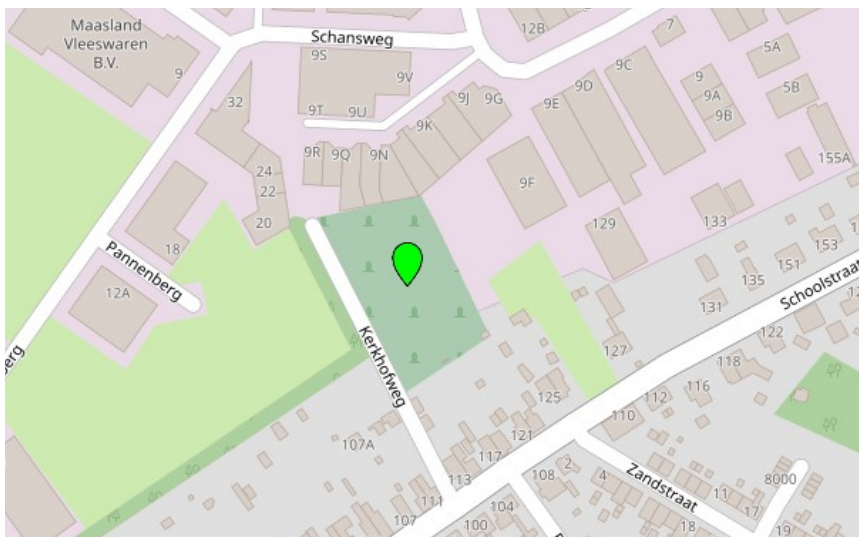 Maasland
Vleeswaren
B.V.
9
Schansweg
12B
7
9S
9V
9T
9U
9J
9G
9K
9E
9D
9C
9
9A
9B
5A
5B
155A
32
9R
9Q
9N
24
22
20
9F
129
133
18
Pannenberg
12A
153
151
135
131
Schoolstraat
Kerkhofweg
127
122
118
116
112
110
125
121
117
113
111
107A
107
108
104
100
2
4
Zandstraat
8000
11
17
18
19